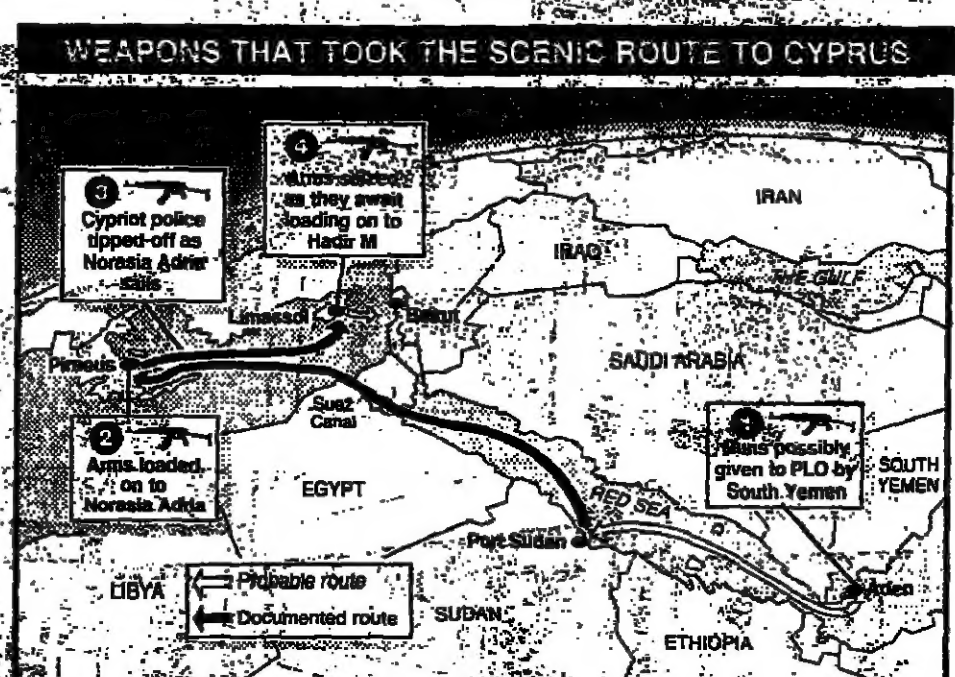 WEAPONS THAT TOOK THE SCENIC ROUTE TO CYPRUS
3
Cypriot police
tipped-off as
Norasia Adria
sails
4
Arms seized
as they await
loading on to
Hadir M
IRAN
IRAQ
THE GULF
Limassol
Beirut
Piraeus
SAUDI ARABIA
Suez
Canal
2
Arms loaded
on to
Norasia Adria
1
Guns possibly
given to PLO by
South Yemen
SOUTH
YEMEN
EGYPT
RED SEA
Port Sudan
Aden
LIBYA
Probable route
Documented route
SUDAN
ETHIOPIA